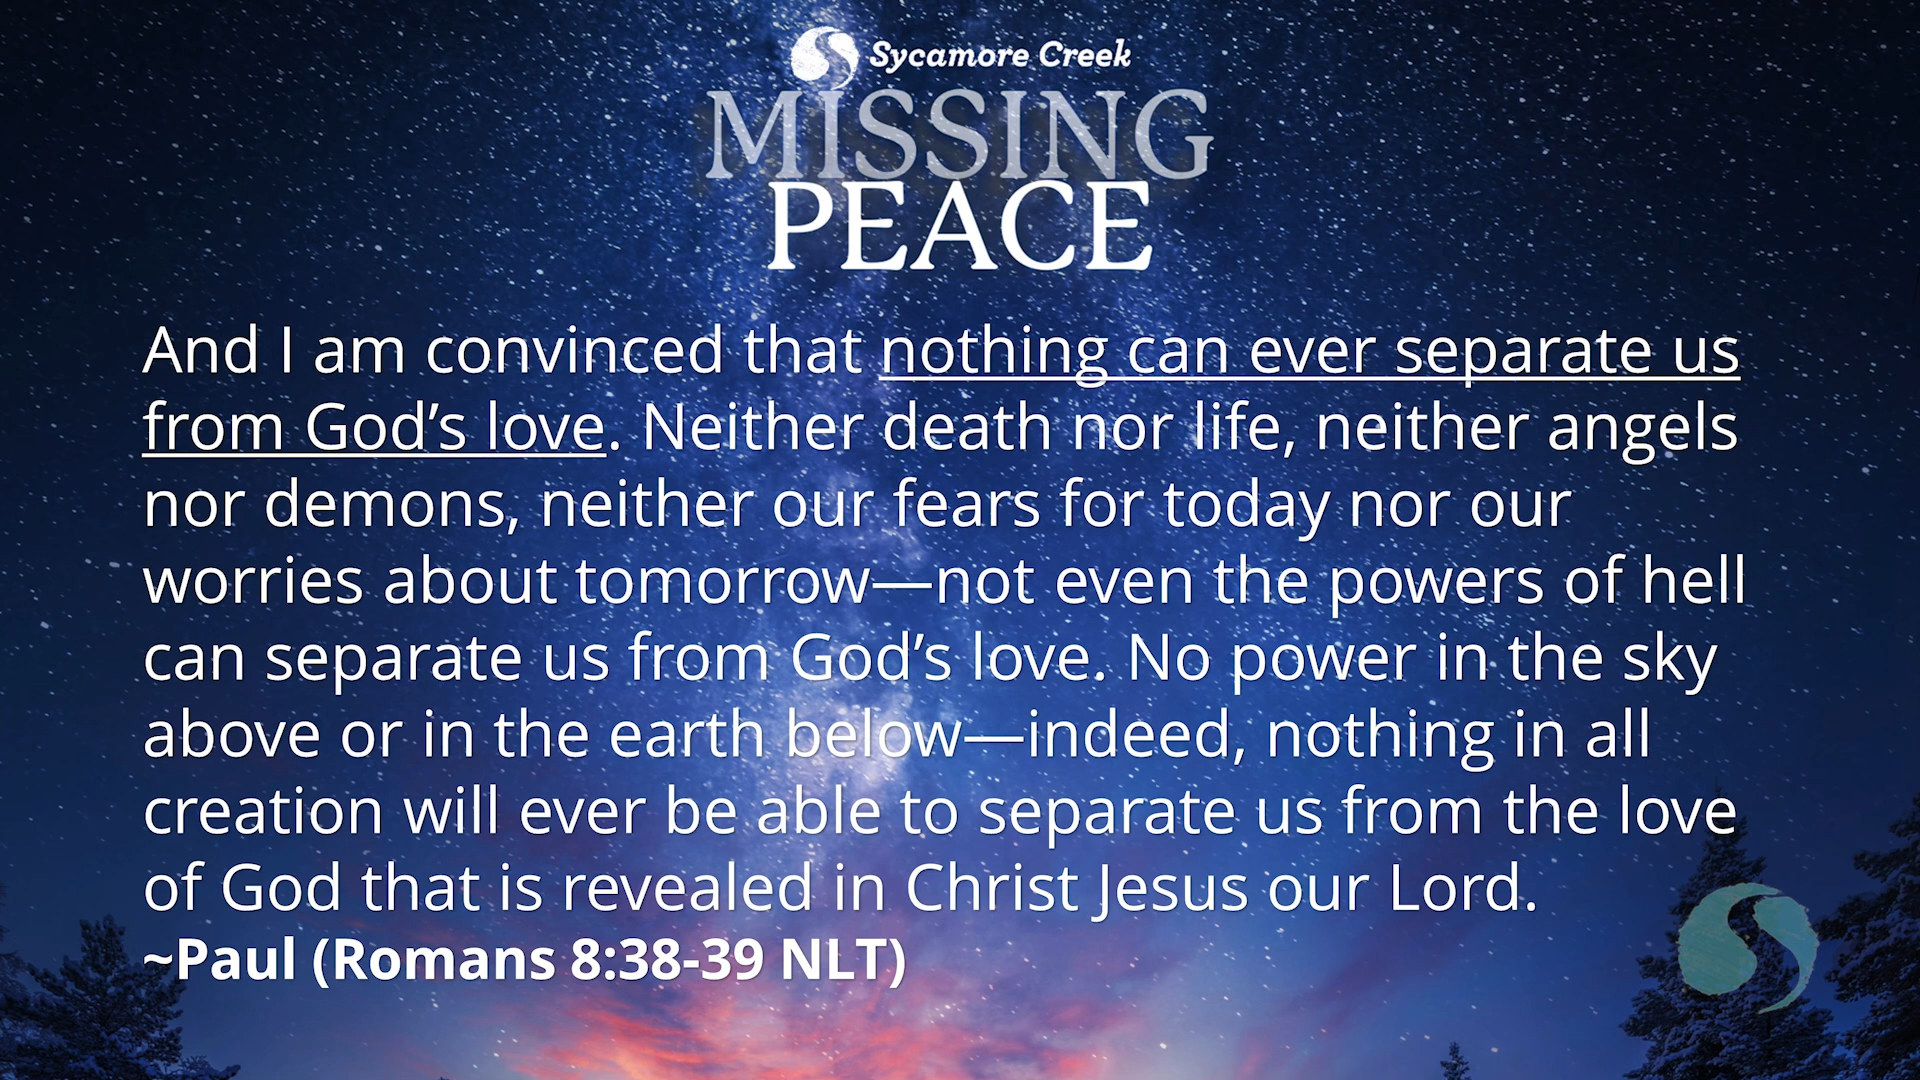 Sycamore Creek
MISSING
PEACE
And I am convinced that nothing can ever separate us
from God’s love. Neither death nor life, neither angels
nor demons, neither our fears for today nor our
worries about tomorrow—not even the powers of hell
can separate us from God’s love. No power in the sky
above or in the earth below—indeed, nothing in all
creation will ever be able to separate us from the love
of God that is revealed in Christ Jesus our Lord.
~Paul (Romans 8:38-39 NLT)